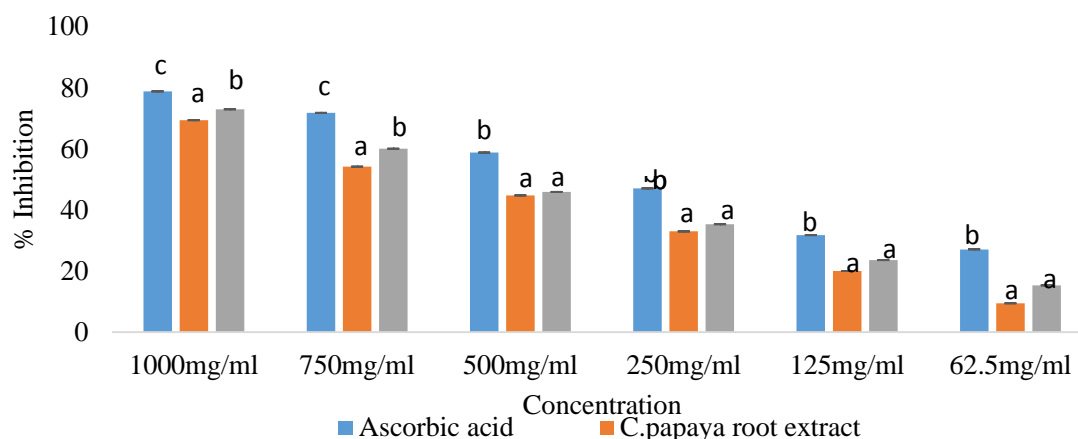 100
80
60
40
20
0
% Inhibition
c a b
c a b
b a a
b a a
b a a
b a a
1000mg/ml 750mg/ml 500mg/ml 250mg/ml 125mg/ml 62.5mg/ml
Concentration
Ascorbic acid C.papaya root extract